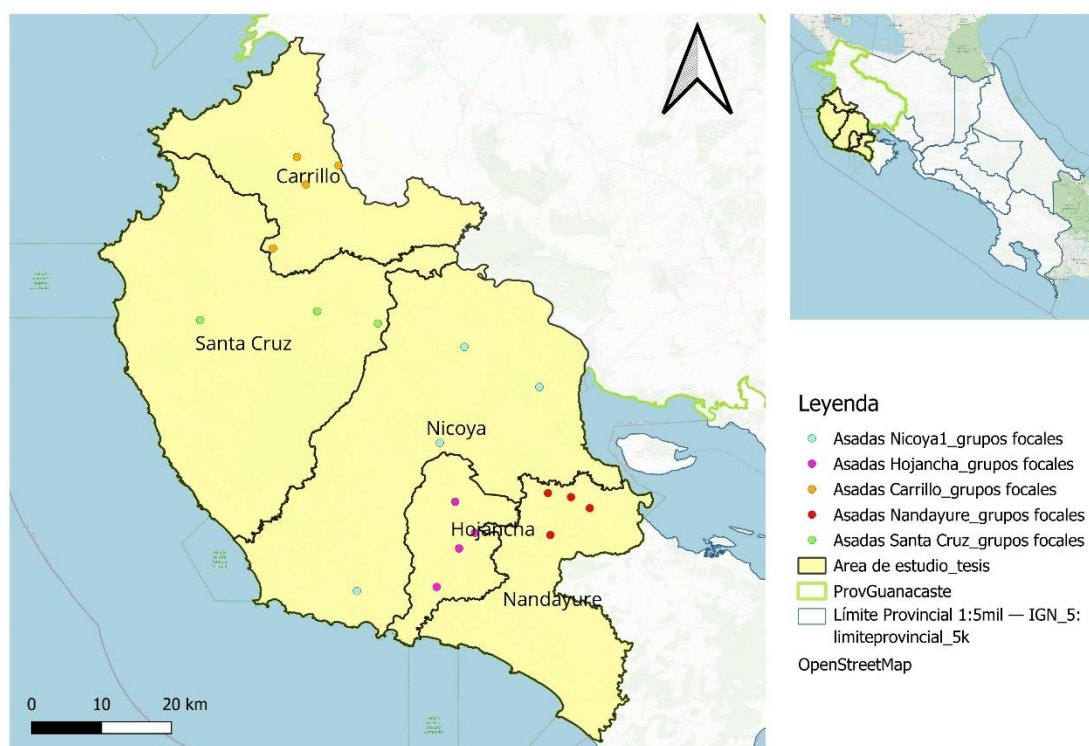 Carrillo
Santa Cruz
Nicoya
Hojancha
Nandayure
0 10 20 km
Leyenda
Asadas Nicoya1_grupos focales
Asadas Hojancha_grupos focales
Asadas Carrillo_grupos focales
Asadas Nandayure_grupos focales
Asadas Santa Cruz_grupos focales
Area de estudio_tesis
ProvGuanacaste
Límite Provincial 1:5mil — IGN_5:
limiteprovincial_5k
OpenStreetMap